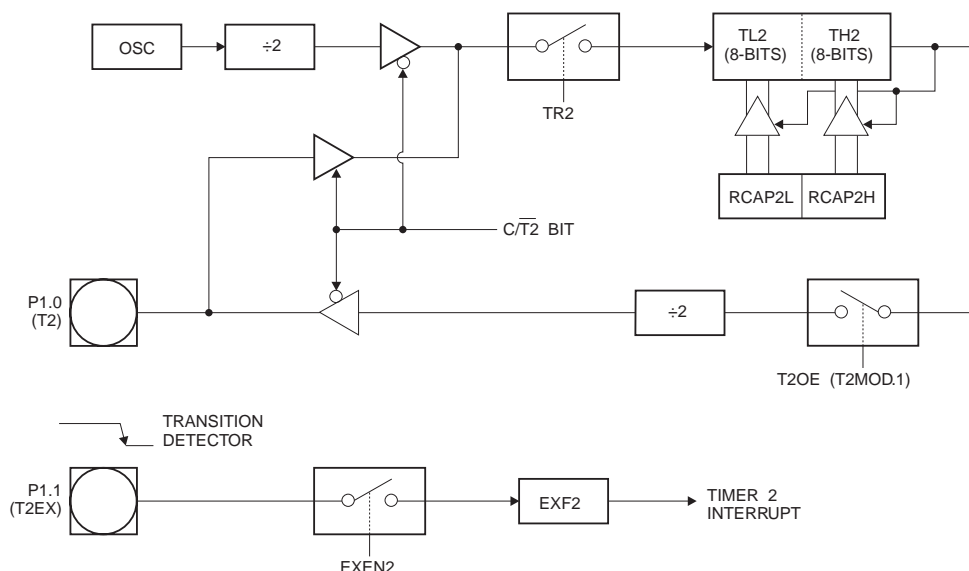 OSC
÷2
TL2
(8-BITS)
TH2
(8-BITS)
TR2
RCAP2L
RCAP2H
C/T2 BIT
P1.0
(T2)
÷2
T2OE (T2MOD.1)
TRANSITION
DETECTOR
P1.1
(T2EX)
EXF2
TIMER 2
INTERRUPT
EXEN2